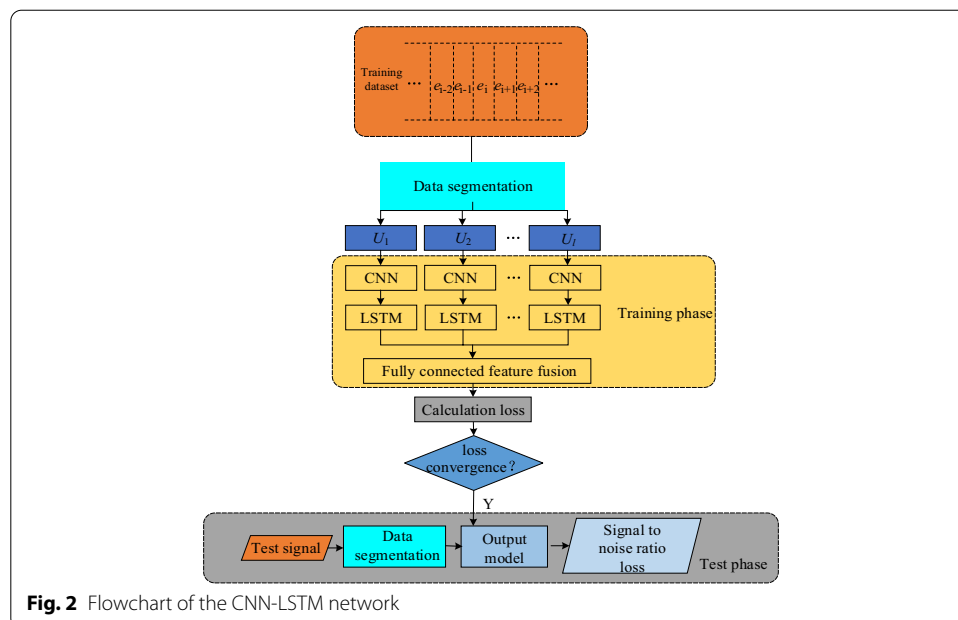 Training dataset
... e_{i-2} e_{i-1} e_i e_{i+1} e_{i+2} ...
Data segmentation
U_1 U_2 ... U_l
CNN CNN ... CNN
LSTM LSTM ... LSTM
Training phase
Fully connected feature fusion
Calculation loss
loss
convergence?
Y
Test signal
Data
segmentation
Output
model
Signal to
noise ratio
loss
Test phase
Fig. 2 Flowchart of the CNN-LSTM network